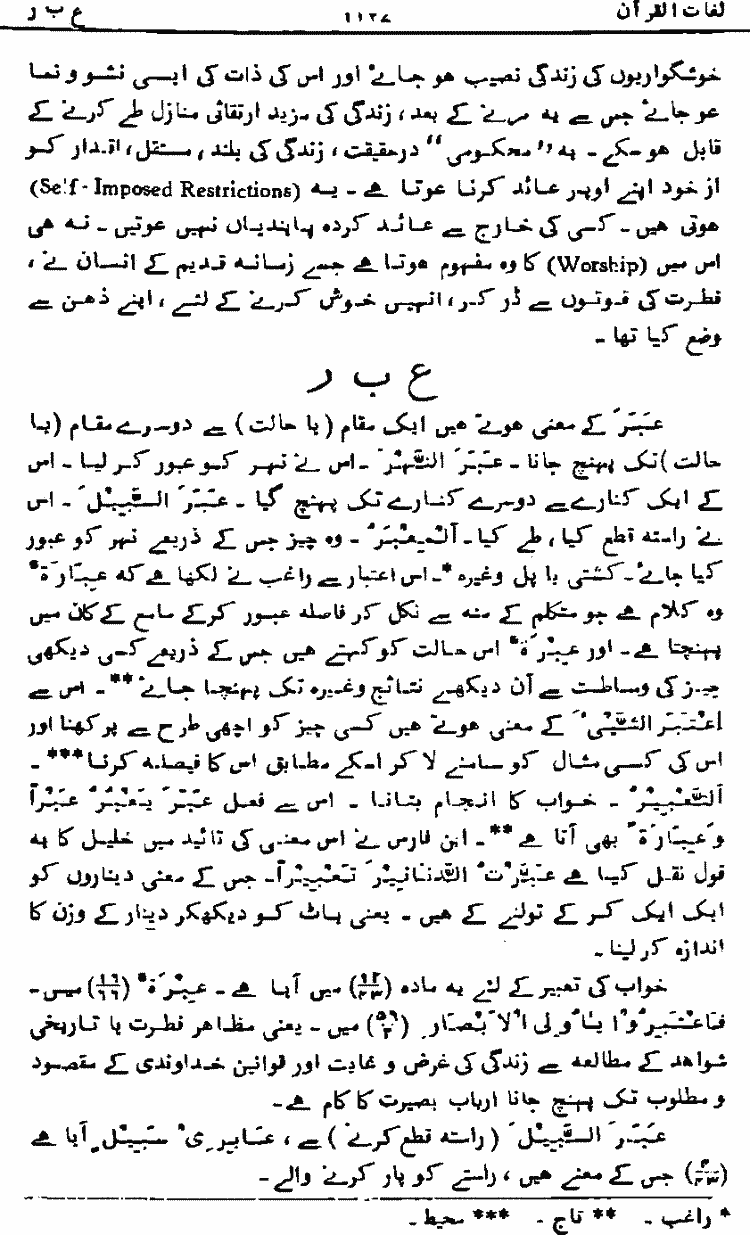 لغات القرآن ۱۱۲۷ ع ب ر
خوشگواریوں کی زندگی نصیب ہو جائے اور اس کی ذات کی ایسی نشو و نما
ہو جائے جس سے یہ مرنے کے بعد، زندگی کی مزید ارتقائی منازل طے کرنے کے
قابل ہوسکے ۔ یہ ”محکومی“ درحقیقت، زندگی کی بلند، مستقل، اقدار کو
از خود اپنے اوپر عائد کرنا ہوتا ہے ۔ یہ (Self-Imposed Restrictions)
ہوتی ہیں ۔ کسی کی خارج سے عائد کردہ پابندیاں نہیں ہوتیں ۔ نہ ہی
اس میں (Worship) کا وہ مفہوم ہوتا ہے جسے زمانہ قدیم کے انسان نے،
فطرت کی قوتوں سے ڈر کر، انہیں خوش کرنے کے لئے، اپنے ذہن سے
وضع کیا تھا ۔
ع ب ر
عَبَرَ کے معنی ہوتے ہیں ایک مقام (یا حالت) سے دوسرے مقام (یا
حالت) تک پہنچ جانا ۔ عَبَرَ النَّہْرَ ۔ اس نے نہر کو عبور کر لیا ۔ اس
کے ایک کنارے سے دوسرے کنارے تک پہنچ گیا ۔ عَبَرَ السَّبِیْلَ ۔ اس
نے راستہ قطع کیا، طے کیا ۔ اَلْمِعْبَرُ ۔ وہ چیز جس کے ذریعے نہر کو عبور
کیا جائے ۔ کشتی یا پل وغیرہ* ۔ اس اعتبار سے راغب نے لکھا ہے کہ عِبَارَۃٌ
وہ کلام ہے جو متکلم کے منہ سے نکل کر فاصلہ عبور کرکے سامع کے کان میں
پہنچتا ہے ۔ اور عِبْرَۃٌ اس حالت کو کہتے ہیں جس کے ذریعے کسی دیکھی
چیز کی وساطت سے اَن دیکھے نتائج وغیرہ تک پہنچا جائے** ۔ اس سے
اِعْتَبَرَ الشَّیْیءَ کے معنی ہوتے ہیں کسی چیز کو اچھی طرح سے پرکھنا اور
اس کی کسی مثال کو سامنے لا کر اسکے مطابق اس کا فیصلہ کرنا*** ۔
اَلتَّعْبِیْرُ ۔ خواب کا انجام بتانا ۔ اس سے فعل عَبَرَ یَعْبُرُ عَبْراً
وَ عِبَارَۃً بھی آتا ہے** ۔ ابن فارس نے اس معنی کی تائید میں خلیل کا یہ
قول نقل کیا ہے عَبَّرْتُ الدَّنَانِیْرَ تَعْبِیْراً ۔ جس کے معنی دیناروں کو
ایک ایک کر کے تولنے کے ہیں ۔ یعنی باٹ کو دیکھکر دینار کے وزن کا
اندازہ کر لینا ۔
خواب کی تعبیر کے لئے یہ مادہ (۱۲/۴۳) میں آیا ہے ۔ عِبْرَۃٌ (۱۶/۶۶) میں ۔
فَاعْتَبِرُوْا یٰاُولِی الْاَبْصَارِ (۵۹/۲) میں ۔ یعنی مظاہر فطرت یا تاریخی
شواہد کے مطالعہ سے زندگی کی غرض و غایت اور قوانین خداوندی کے مقصود
و مطلوب تک پہنچ جانا ارباب بصیرت کا کام ہے ۔
عَبَرَ السَّبِیْلَ (راستہ قطع کرنے) سے، عَابِرِیْ سَبِیْلٍ آیا ہے
(۴/۴۳) جس کے معنے ہیں، راستے کو پار کرنے والے ۔
* راغب ۔ ** تاج ۔ *** محیط ۔